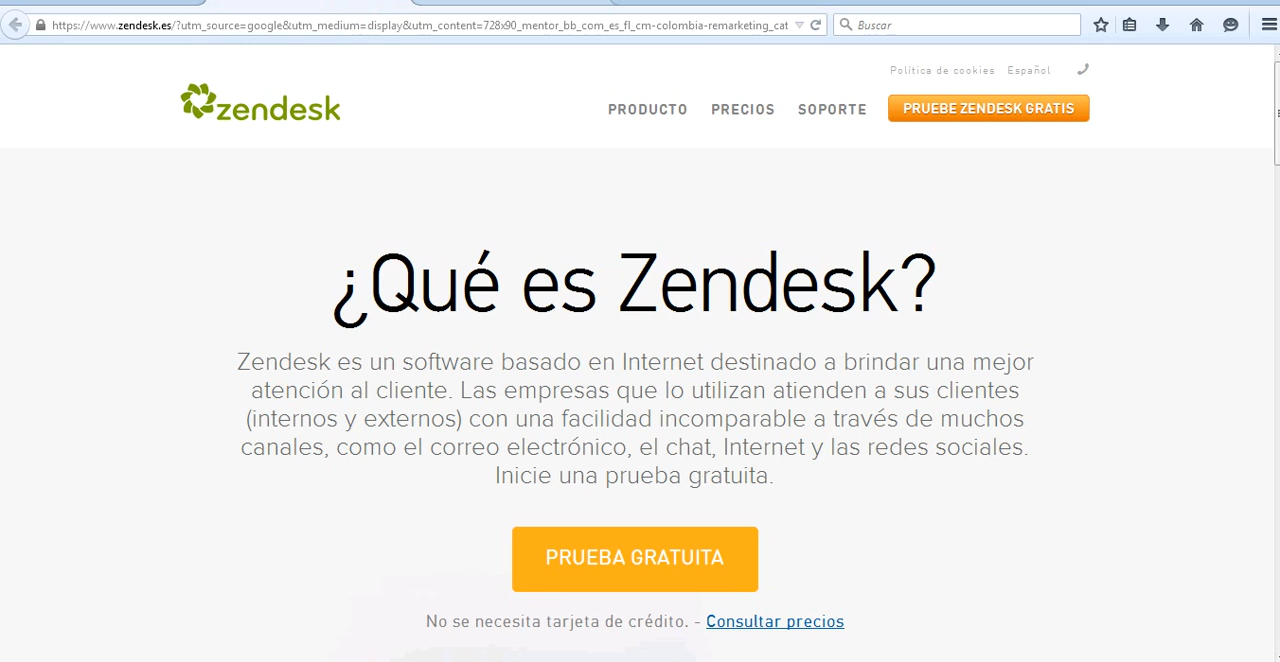 https://www.zendesk.es/?utm_source=google&utm_medium=display&utm_content=728x90_mentor_bb_com_es_fl_cm-colombia-remarketing_cat
Buscar
Política de cookies Español
zendesk
PRODUCTO PRECIOS SOPORTE PRUEBE ZENDESK GRATIS
¿Qué es Zendesk?
Zendesk es un software basado en Internet destinado a brindar una mejor
atención al cliente. Las empresas que lo utilizan atienden a sus clientes
(internos y externos) con una facilidad incomparable a través de muchos
canales, como el correo electrónico, el chat, Internet y las redes sociales.
Inicie una prueba gratuita.
PRUEBA GRATUITA
No se necesita tarjeta de crédito. - Consultar precios